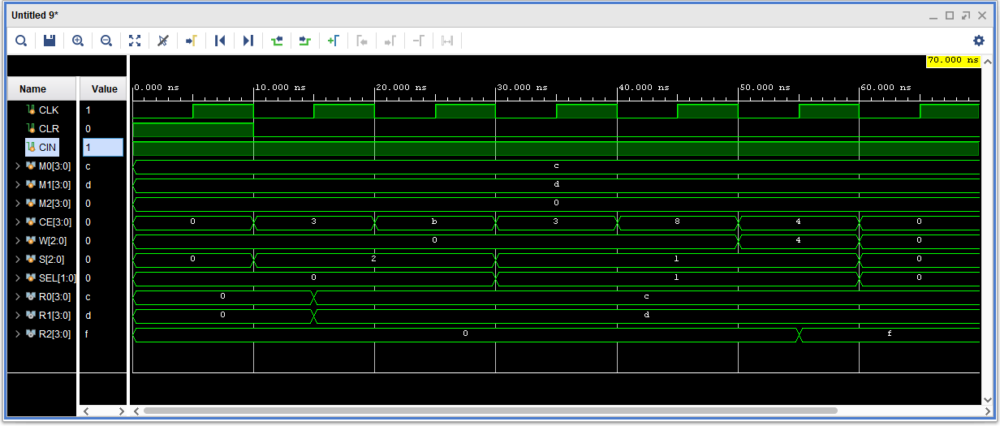 Untitled 9*
70.000 ns
Name Value 0.000 ns 10.000 ns 20.000 ns 30.000 ns 40.000 ns 50.000 ns 60.000 ns
CLK 1
CLR 0
CIN 1
M0[3:0] c c
M1[3:0] d d
M2[3:0] 0 0
CE[3:0] 0 0 3 b 3 8 4 0
W[2:0] 0 0 4 0
S[2:0] 0 0 2 1 0
SEL[1:0] 0 0 1 0
R0[3:0] c 0 c
R1[3:0] d 0 d
R2[3:0] f 0 f